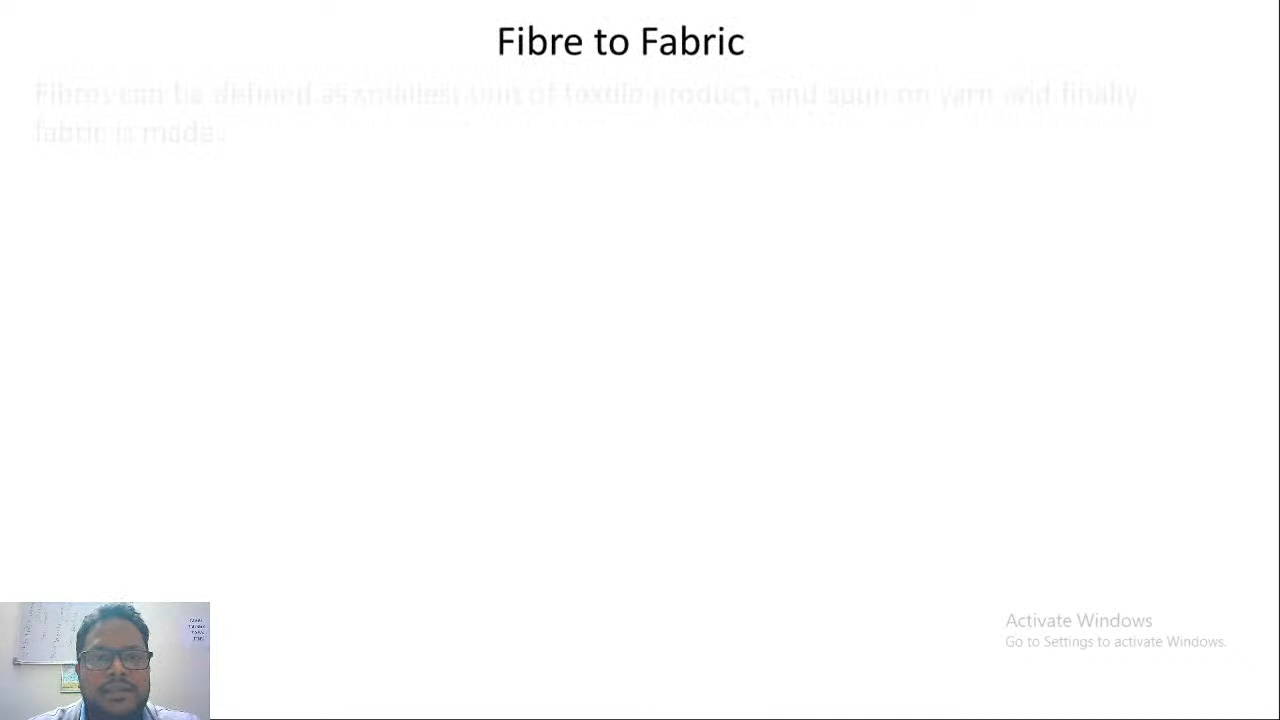 Fibre to Fabric
Fibres can be defined as smallest unit of textile product, and spun on yarn and finally
fabric is made.
Activate Windows
Go to Settings to activate Windows.